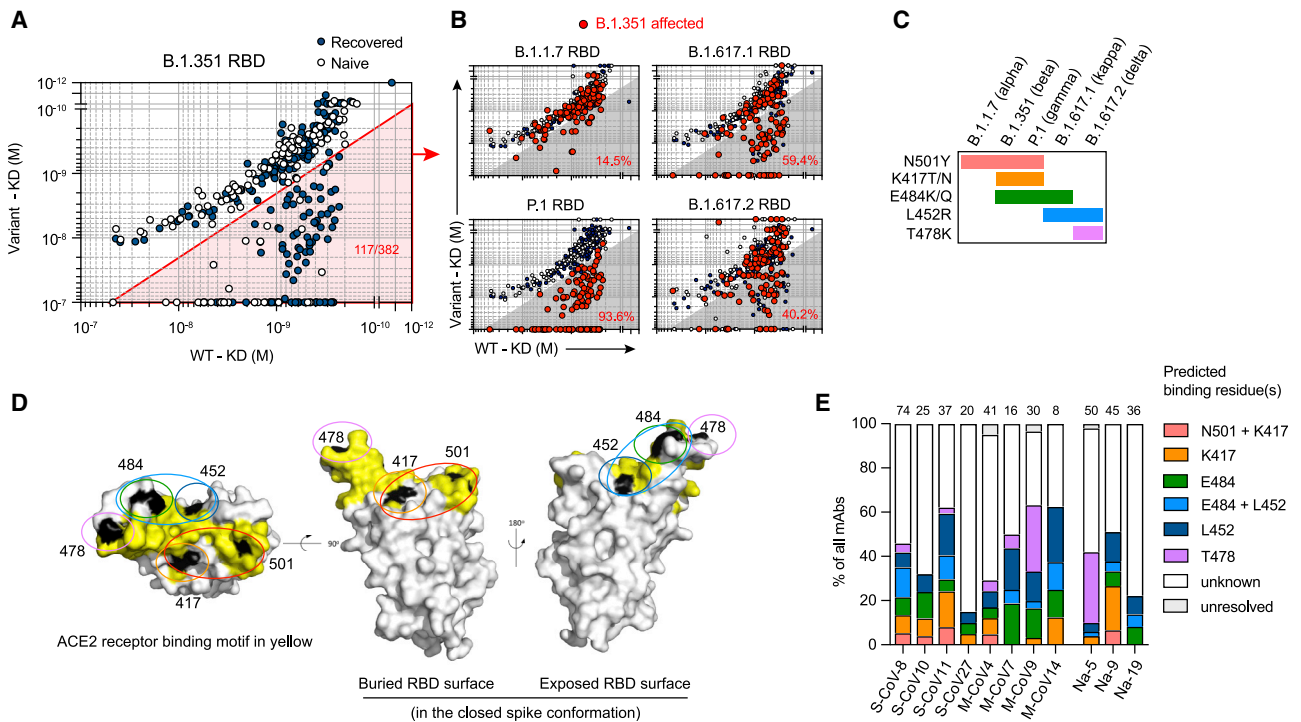 A
B.1.351 RBD
Recovered
Naive
Variant - KD (M)
10-12
10-10
10-9
10-8
10-7
117/382
10-7
10-8
10-9
10-10
10-12
WT - KD (M)
B
B.1.351 affected
B.1.1.7 RBD
B.1.617.1 RBD
14.5%
59.4%
P.1 RBD
B.1.617.2 RBD
93.6%
40.2%
Variant - KD (M)
WT - KD (M)
C
B.1.1.7 (alpha)
B.1.351 (beta)
P.1 (gamma)
B.1.617.1 (kappa)
B.1.617.2 (delta)
N501Y
K417T/N
E484K/Q
L452R
T478K
D
484
452
478
501
417
90°
478
417
501
180°
484
452
478
ACE2 receptor binding motif in yellow
Buried RBD surface
Exposed RBD surface
(in the closed spike conformation)
E
% of all mAbs
100
80
60
40
20
0
74 25 37 20 41 16 30 8 50 45 36
S-CoV-8
S-CoV10
S-CoV11
S-CoV27
M-CoV4
M-CoV7
M-CoV9
M-CoV14
Na-5
Na-9
Na-19
Predicted
binding residue(s)
N501 + K417
K417
E484
E484 + L452
L452
T478
unknown
unresolved